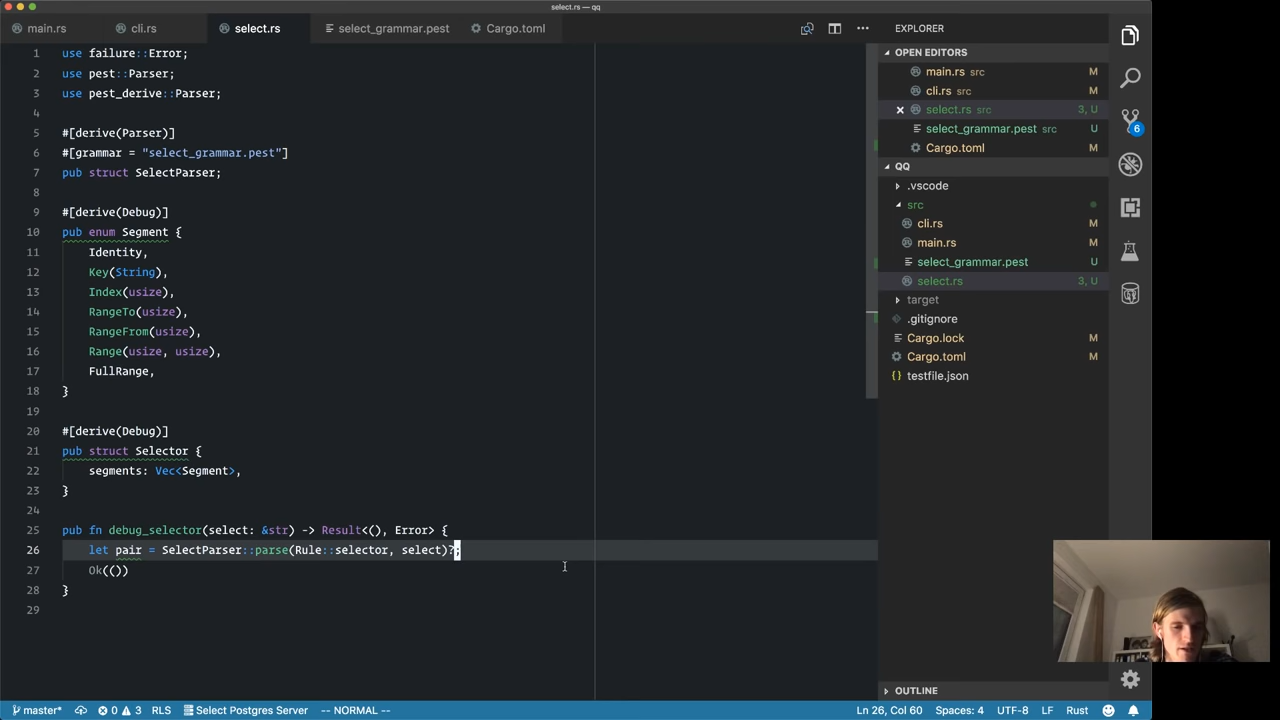 select.rs — qq
main.rs
cli.rs
select.rs
select_grammar.pest
Cargo.toml
1 use failure::Error;
2 use pest::Parser;
3 use pest_derive::Parser;
4
5 #[derive(Parser)]
6 #[grammar = "select_grammar.pest"]
7 pub struct SelectParser;
8
9 #[derive(Debug)]
10 pub enum Segment {
11 Identity,
12 Key(String),
13 Index(usize),
14 RangeTo(usize),
15 RangeFrom(usize),
16 Range(usize, usize),
17 FullRange,
18 }
19
20 #[derive(Debug)]
21 pub struct Selector {
22 segments: Vec<Segment>,
23 }
24
25 pub fn debug_selector(select: &str) -> Result<(), Error> {
26 let pair = SelectParser::parse(Rule::selector, select)?;
27 Ok(())
28 }
29
EXPLORER
OPEN EDITORS
main.rs src M
cli.rs src M
select.rs src 3, U
select_grammar.pest src U
Cargo.toml M
QQ
.vscode
src
cli.rs M
main.rs M
select_grammar.pest U
select.rs 3, U
target
.gitignore
Cargo.lock M
Cargo.toml M
{} testfile.json
OUTLINE
6
master* 0 3 RLS Select Postgres Server -- NORMAL -- Ln 26, Col 60 Spaces: 4 UTF-8 LF Rust